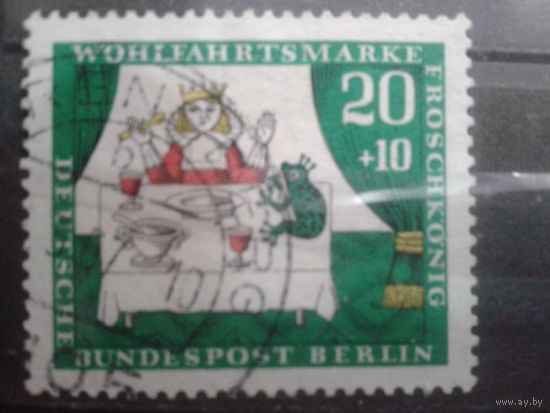 WOHLFAHRTSMARKE
FROSCHKÖNIG
20
+10
DEUTSCHE
BUNDESPOST BERLIN
www.ay.by